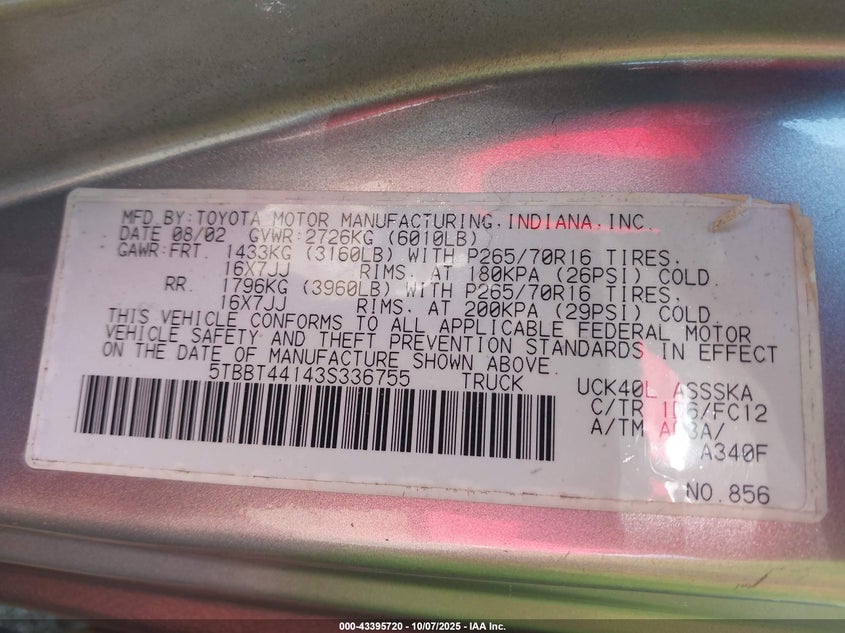 MFD.BY:TOYOTA MOTOR MANUFACTURING.INDIANA.INC.
DATE 08/02 GVWR:2726KG (6010LB)
GAWR:FRT. 1433KG (3160LB) WITH P265/70R16 TIRES.
16X7JJ RIMS. AT 180KPA (26PSI) COLD.
RR. 1796KG (3960LB) WITH P265/70R16 TIRES.
16X7JJ RIMS. AT 200KPA (29PSI) COLD.
THIS VEHICLE CONFORMS TO ALL APPLICABLE FEDERAL MOTOR
VEHICLE SAFETY AND THEFT PREVENTION STANDARDS IN EFFECT
ON THE DATE OF MANUFACTURE SHOWN ABOVE.
5TBBT44143S336755 TRUCK
UCK40L ASSSKA
C/TR 1D6/FC12
A/TM
A340F
NO.856
000-43395720 - 10/07/2025 - IAA Inc.